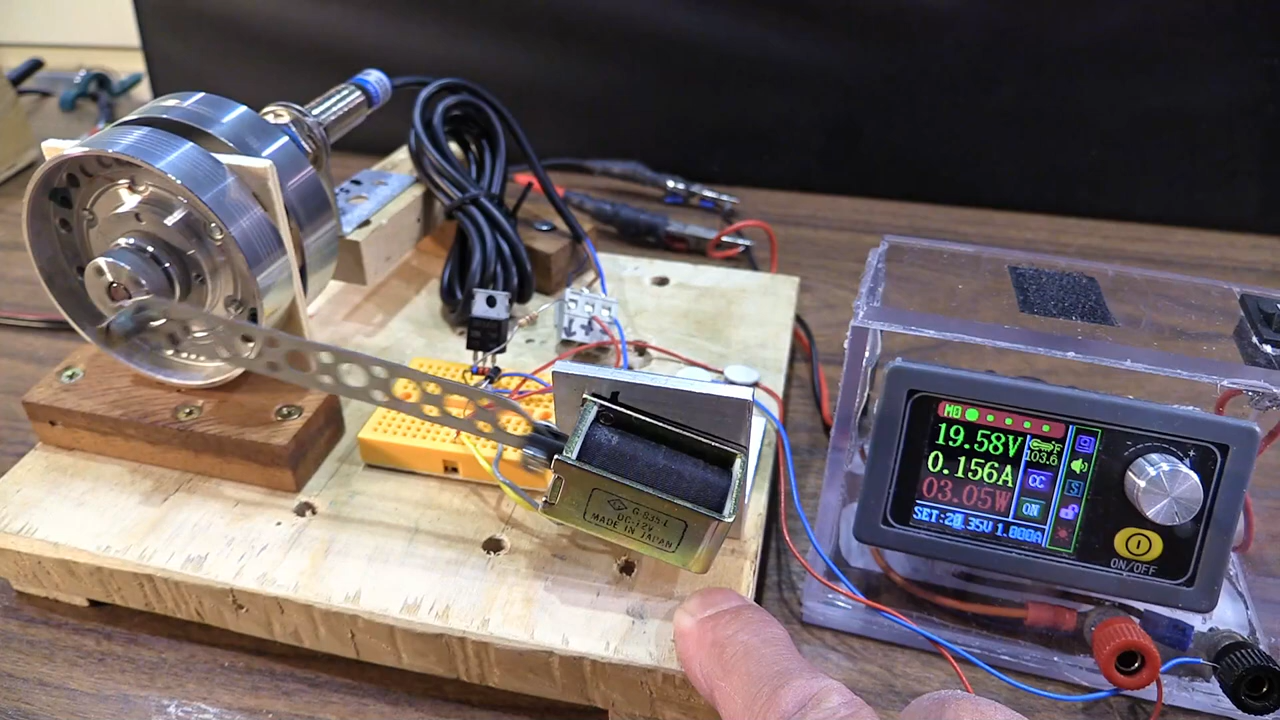 M0
19.58V
0.156A
03.05W
F
103.6
CC
ON
S
SET:20.35V 1.000A
ON/OFF
G-835-L
DC-12V
MADE IN JAPAN